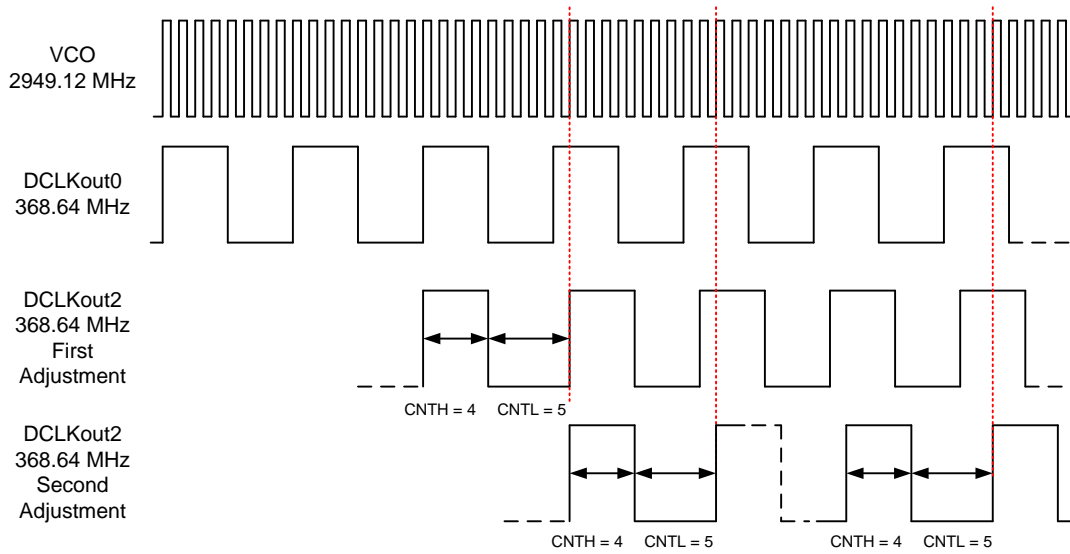 VCO
2949.12 MHz
DCLKout0
368.64 MHz
DCLKout2
368.64 MHz
First
Adjustment
CNTH = 4 CNTL = 5
DCLKout2
368.64 MHz
Second
Adjustment
CNTH = 4 CNTL = 5 CNTH = 4 CNTL = 5